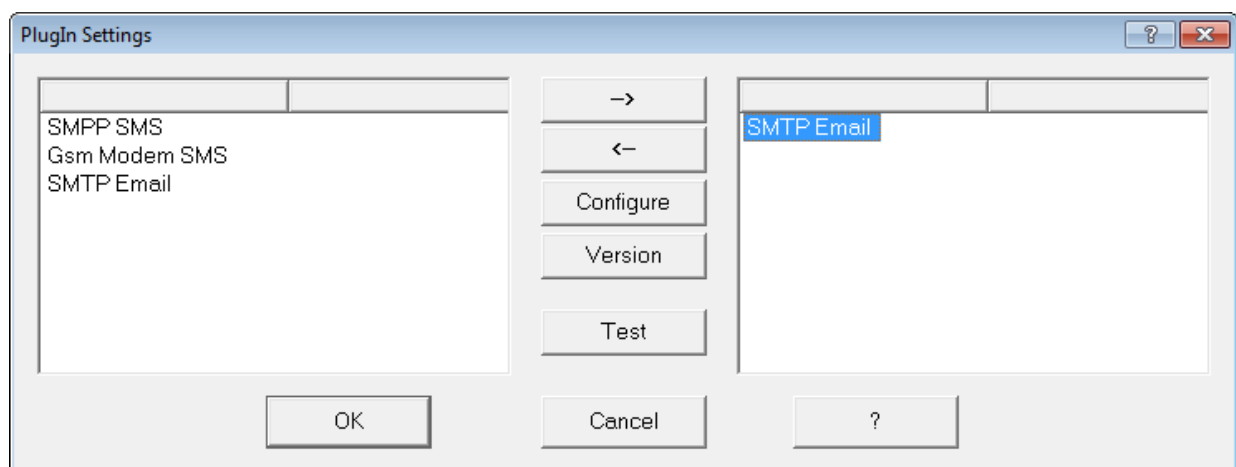 PlugIn Settings
?
SMPP SMS
Gsm Modem SMS
SMTP Email
–>
<–
Configure
Version
Test
SMTP Email
OK
Cancel
?